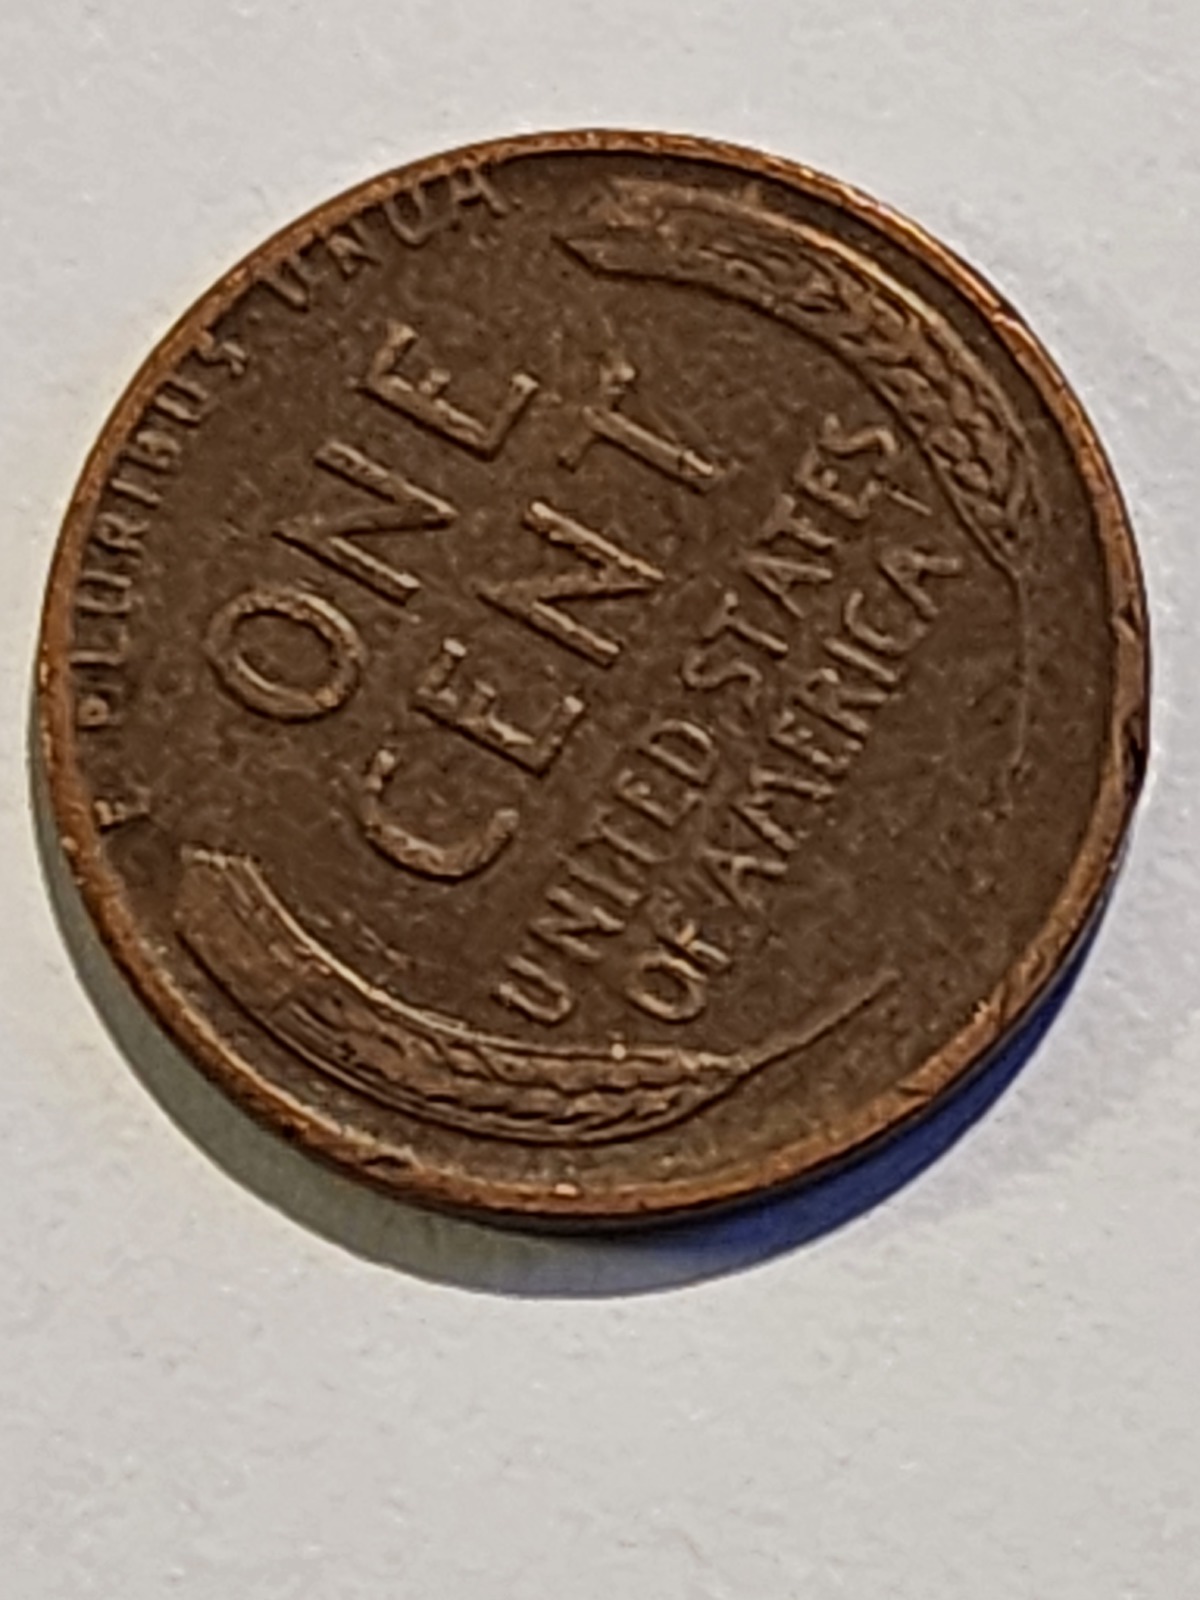 E·PLURIBUS·UNUM
ONE
CENT
UNITED STATES
OF AMERICA